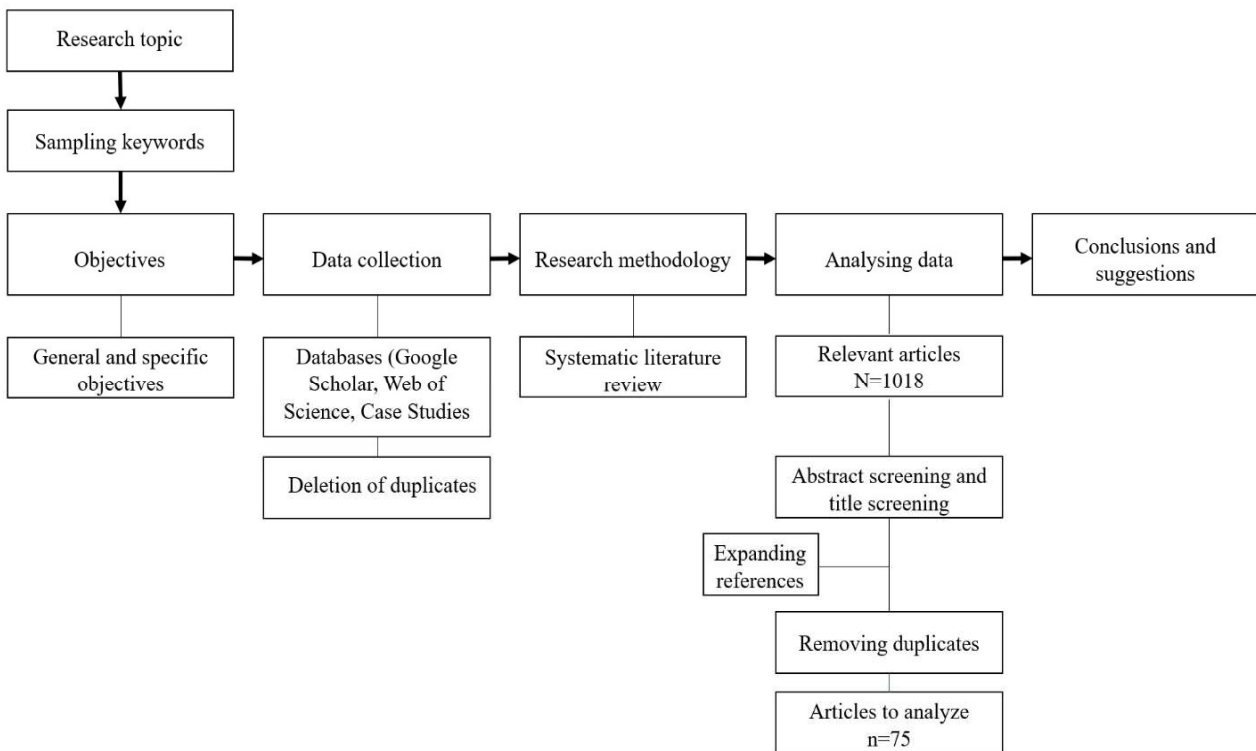 Research topic
Sampling keywords
Objectives
Data collection
Research methodology
Analysing data
Conclusions and
suggestions
General and specific
objectives
Databases (Google
Scholar, Web of
Science, Case Studies
Deletion of duplicates
Systematic literature
review
Relevant articles
N=1018
Abstract screening and
title screening
Expanding
references
Removing duplicates
Articles to analyze
n=75